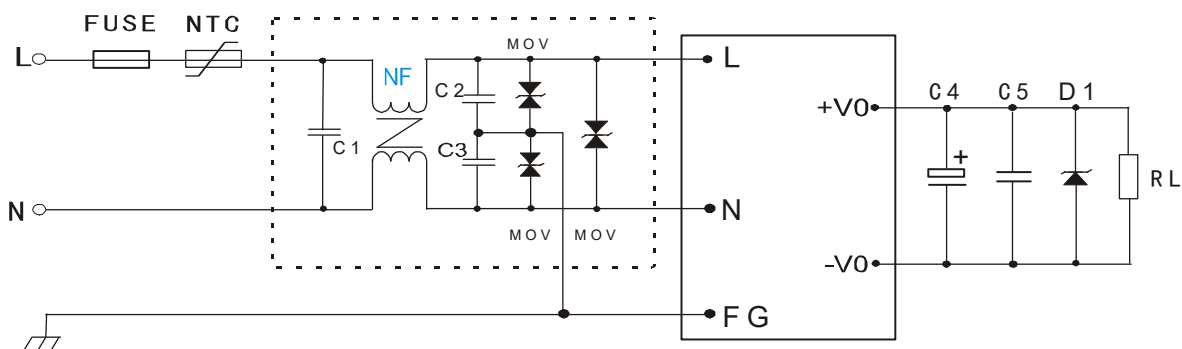 FUSE NTC
L
NF
MOV
C2
C1
C3
N
MOV MOV
L
N
FG
+V0
-V0
C4 C5 D1
+
RL